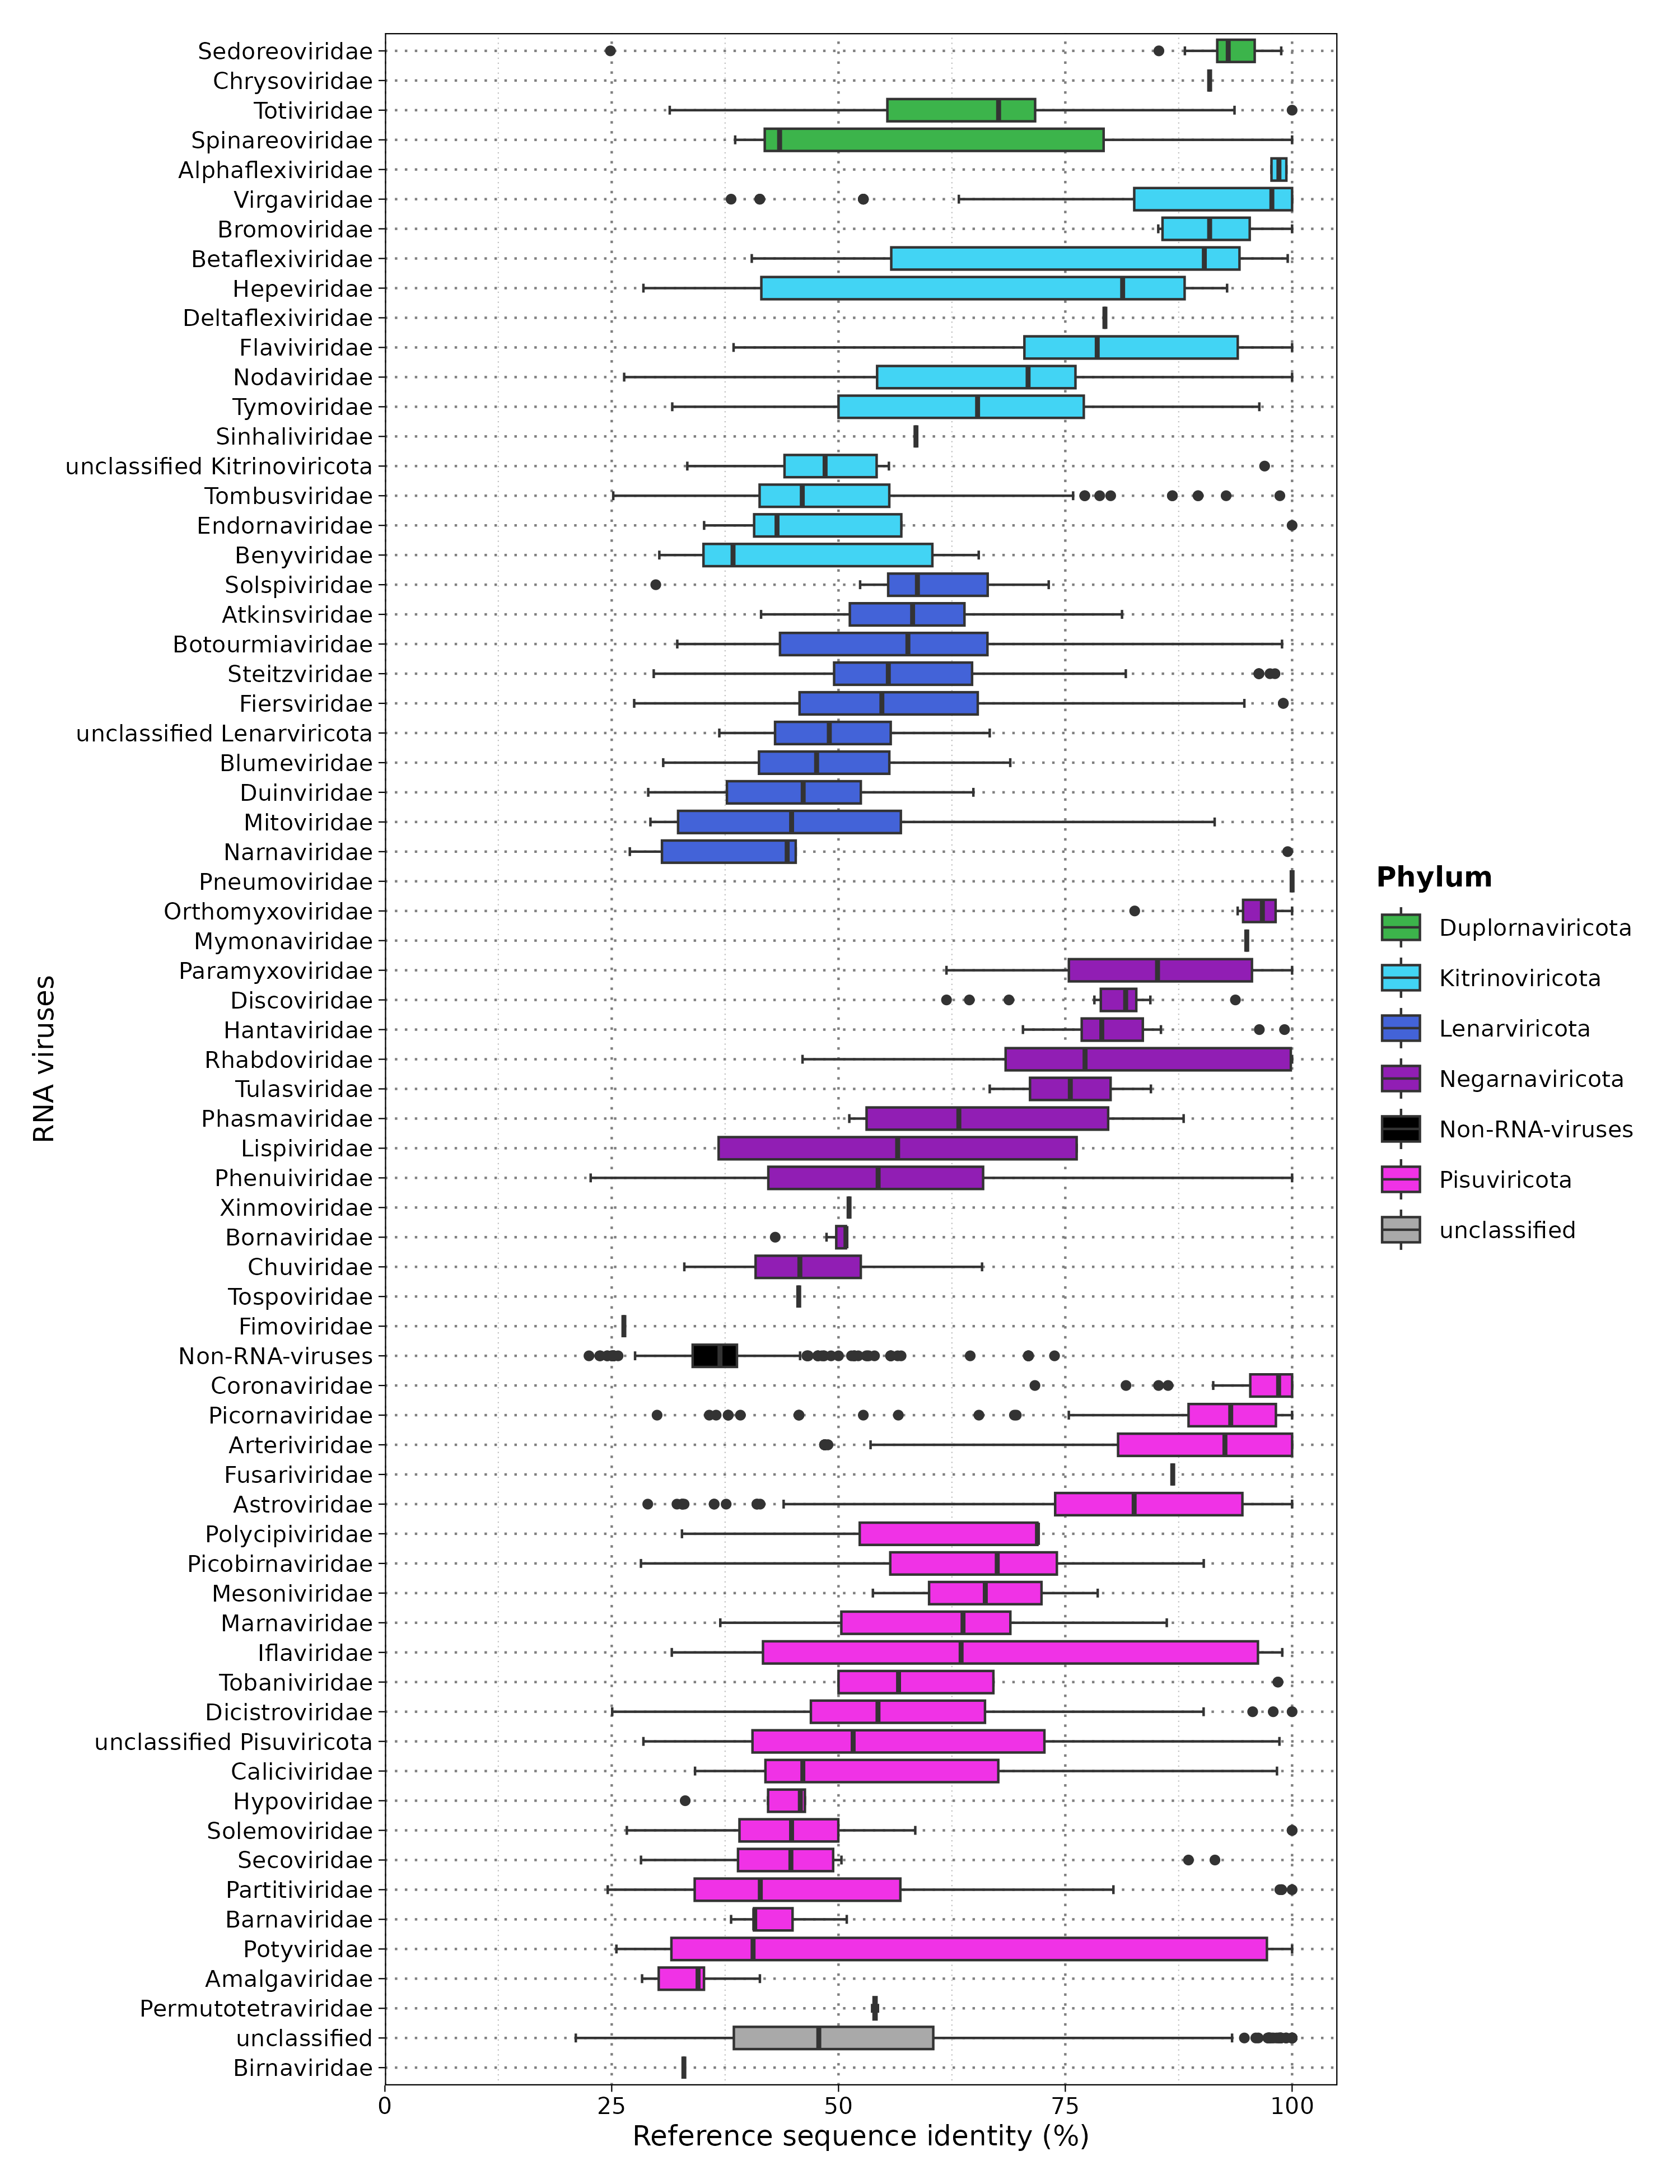 Sedoreoviridae
Chrysoviridae
Totiviridae
Spinareoviridae
Alphaflexiviridae
Virgaviridae
Bromoviridae
Betaflexiviridae
Hepeviridae
Deltaflexiviridae
Flaviviridae
Nodaviridae
Tymoviridae
Sinhaliviridae
unclassified Kitrinoviricota
Tombusviridae
Endornaviridae
Benyviridae
Solspiviridae
Atkinsviridae
Botourmiaviridae
Steitzviridae
Fiersviridae
unclassified Lenarviricota
Blumeviridae
Duinviridae
Mitoviridae
Narnaviridae
Pneumoviridae
Orthomyxoviridae
Mymonaviridae
Paramyxoviridae
Discoviridae
Hantaviridae
Rhabdoviridae
Tulasviridae
Phasmaviridae
Lispiviridae
Phenuiviridae
Xinmoviridae
Bornaviridae
Chuviridae
Tospoviridae
Fimoviridae
Non-RNA-viruses
Coronaviridae
Picornaviridae
Arteriviridae
Fusariviridae
Astroviridae
Polycipiviridae
Picobirnaviridae
Mesoniviridae
Marnaviridae
Iflaviridae
Tobaniviridae
Dicistroviridae
unclassified Pisuviricota
Caliciviridae
Hypoviridae
Solemoviridae
Secoviridae
Partitiviridae
Barnaviridae
Potyviridae
Amalgaviridae
Permutotetraviridae
unclassified
Birnaviridae
RNA viruses
0 25 50 75 100
Reference sequence identity (%)
Phylum
Duplornaviricota
Kitrinoviricota
Lenarviricota
Negarnaviricota
Non-RNA-viruses
Pisuviricota
unclassified